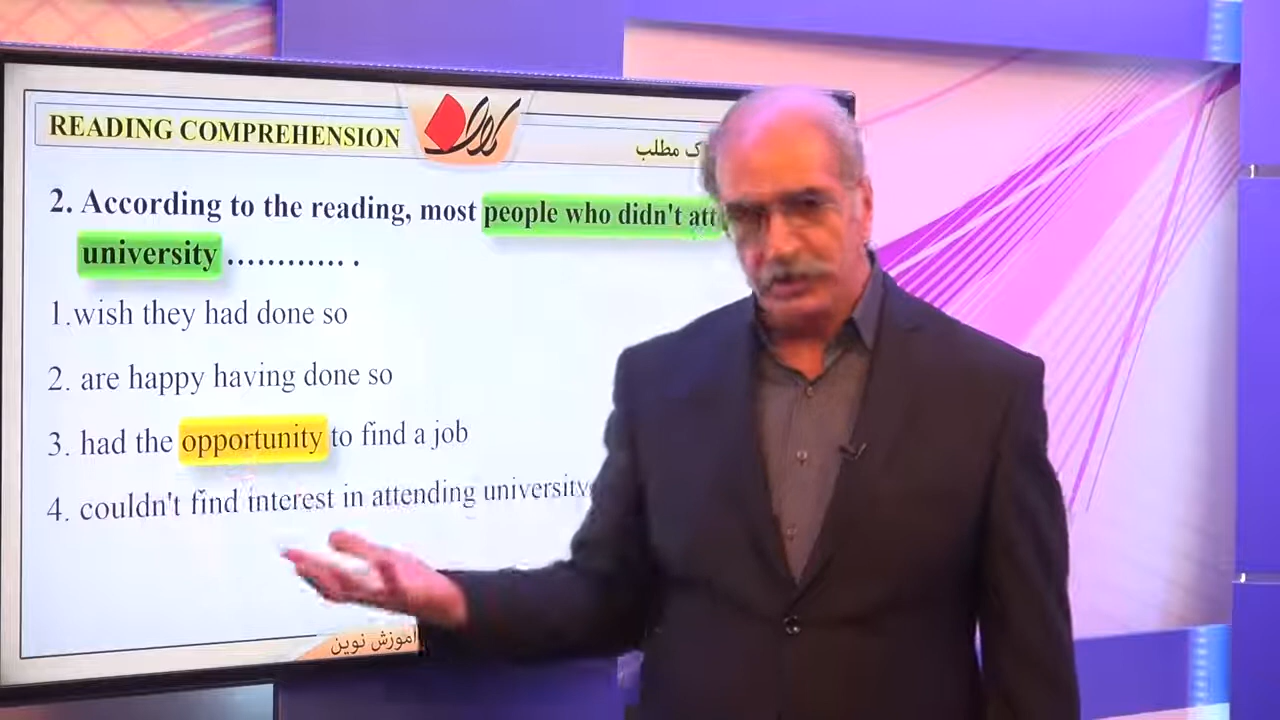 READING COMPREHENSION
مطلب
2. According to the reading, most people who didn't
university ............ .
1.wish they had done so
2. are happy having done so
3. had the opportunity to find a job
4. couldn't find interest in attending university
آموزش نوین